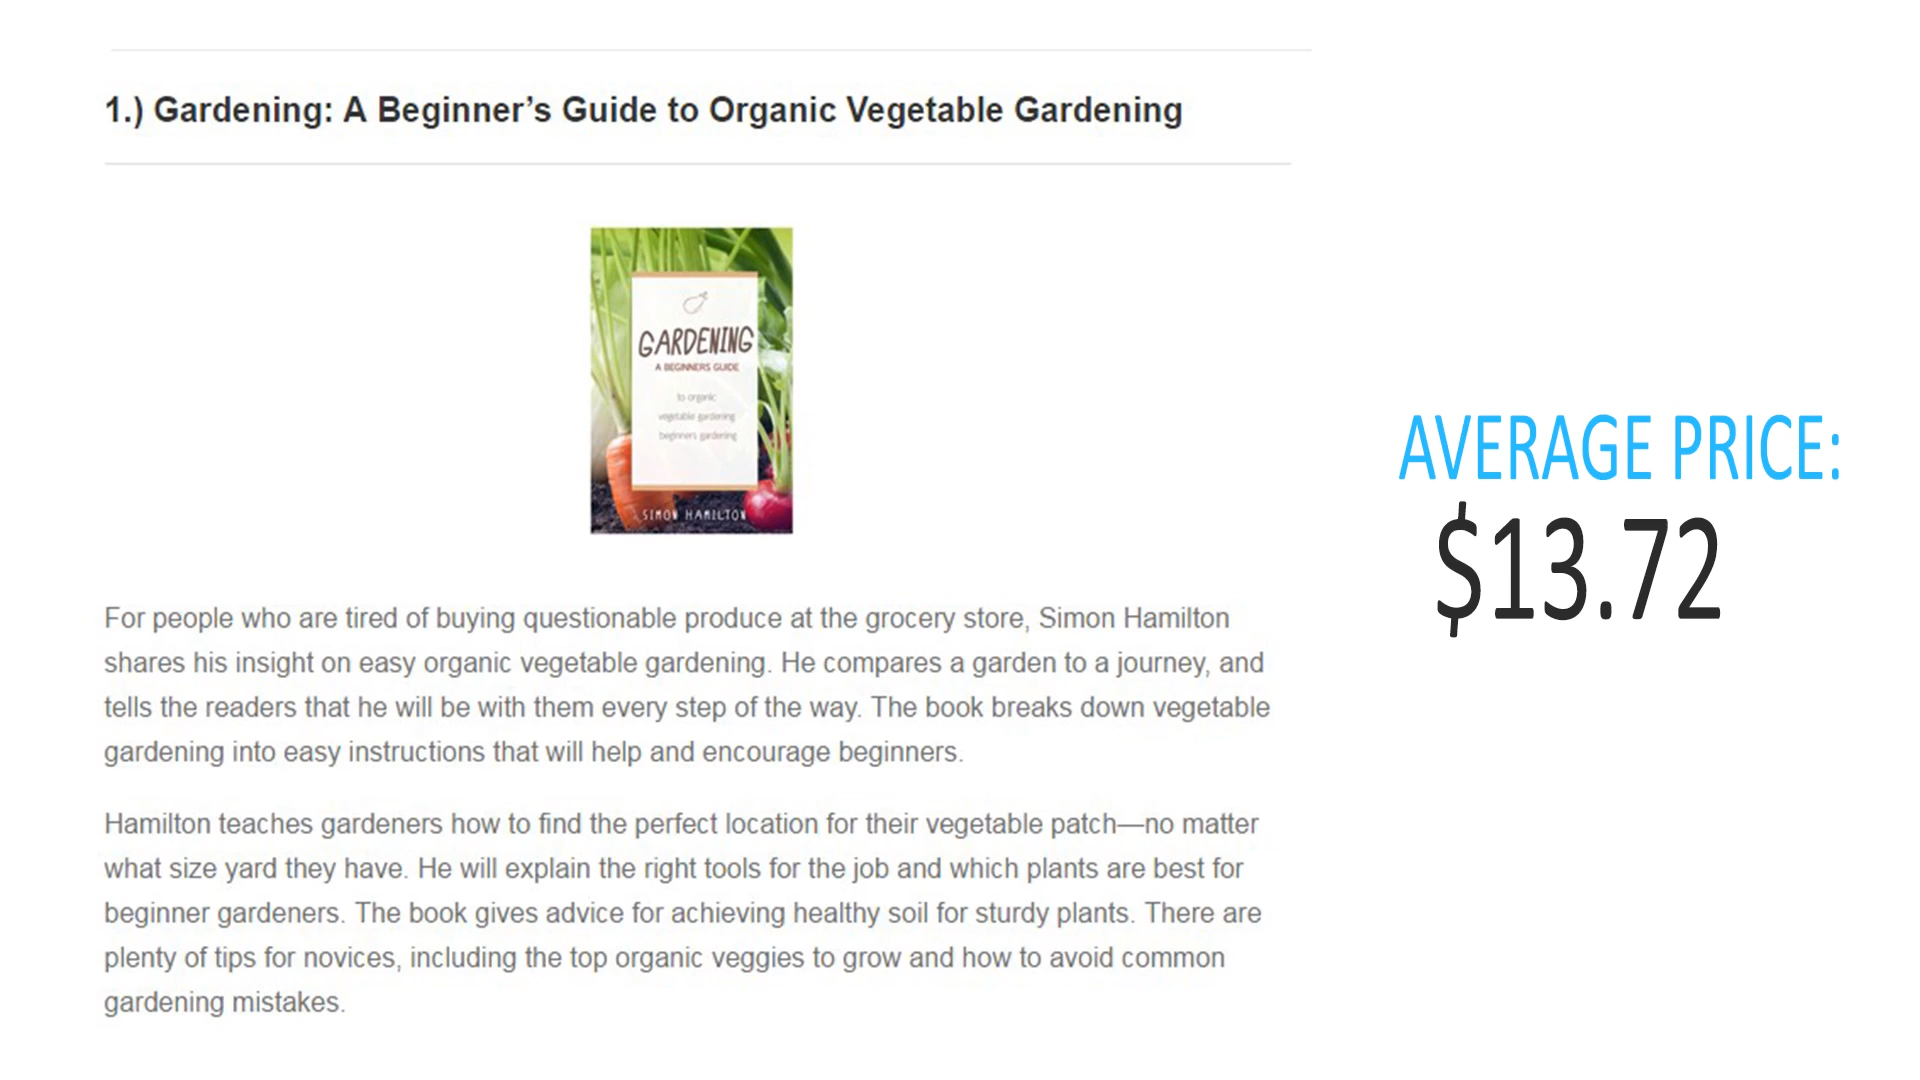 1.) Gardening: A Beginner’s Guide to Organic Vegetable Gardening
GARDENING
A BEGINNERS GUIDE
to organic
vegetable gardening
beginners gardening
SIMON HAMILTON
AVERAGE PRICE:
$13.72
For people who are tired of buying questionable produce at the grocery store, Simon Hamilton
shares his insight on easy organic vegetable gardening. He compares a garden to a journey, and
tells the readers that he will be with them every step of the way. The book breaks down vegetable
gardening into easy instructions that will help and encourage beginners.
Hamilton teaches gardeners how to find the perfect location for their vegetable patch—no matter
what size yard they have. He will explain the right tools for the job and which plants are best for
beginner gardeners. The book gives advice for achieving healthy soil for sturdy plants. There are
plenty of tips for novices, including the top organic veggies to grow and how to avoid common
gardening mistakes.